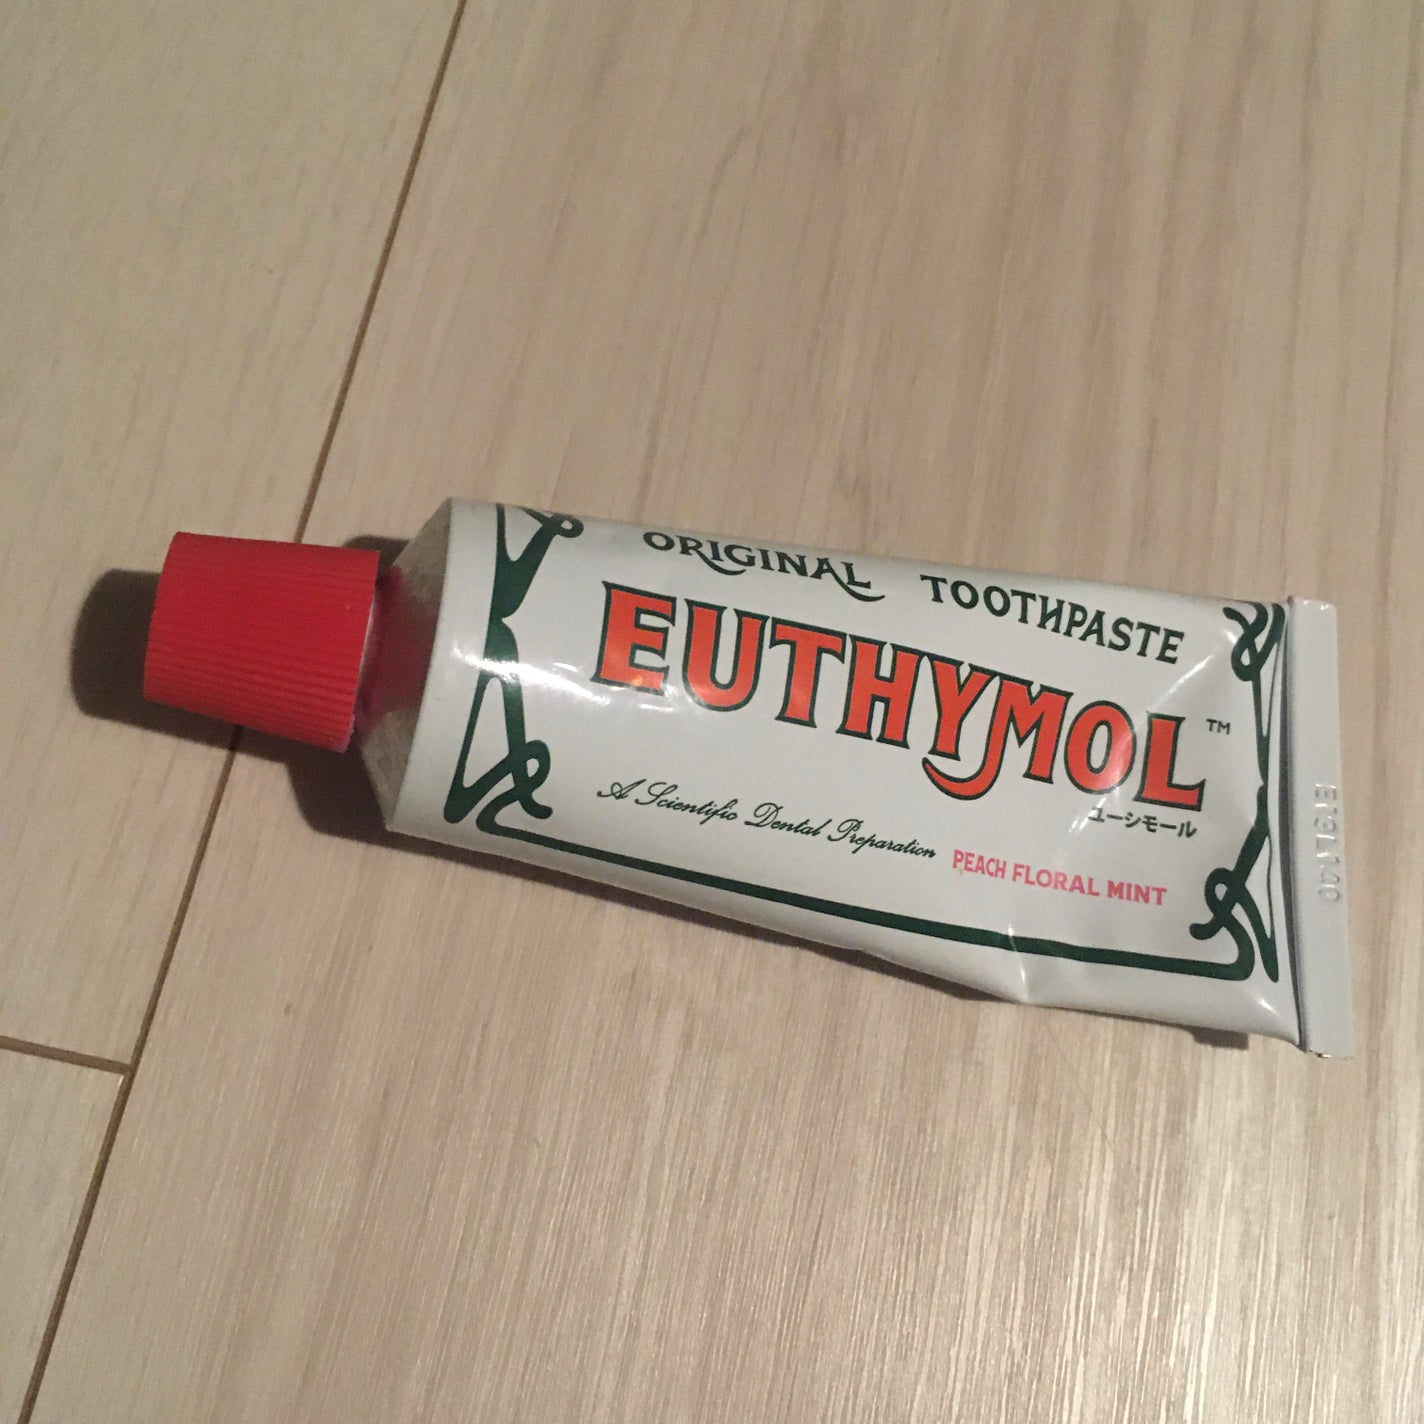 ORIGINAL TOOTHPASTE
EUTHYMOL™
ユーシモール
A Scientific Dental Preparation
PEACH FLORAL MINT